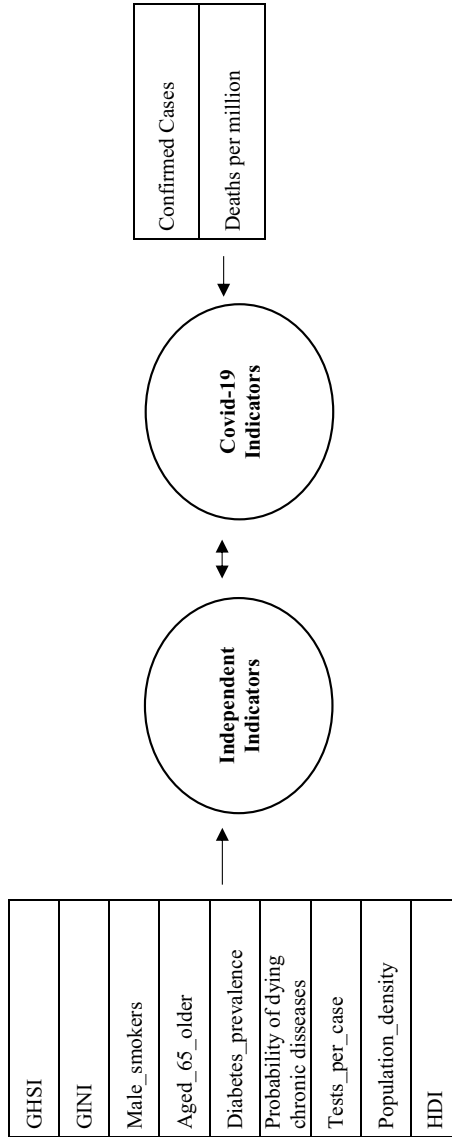 GHSI
GINI
Male_smokers
Aged_65_older
Diabetes_prevalence
Probability of dying
chronic disseases
Tests_per_case
Population_density
HDI
Independent
Indicators
Covid-19
Indicators
Confirmed Cases
Deaths per million